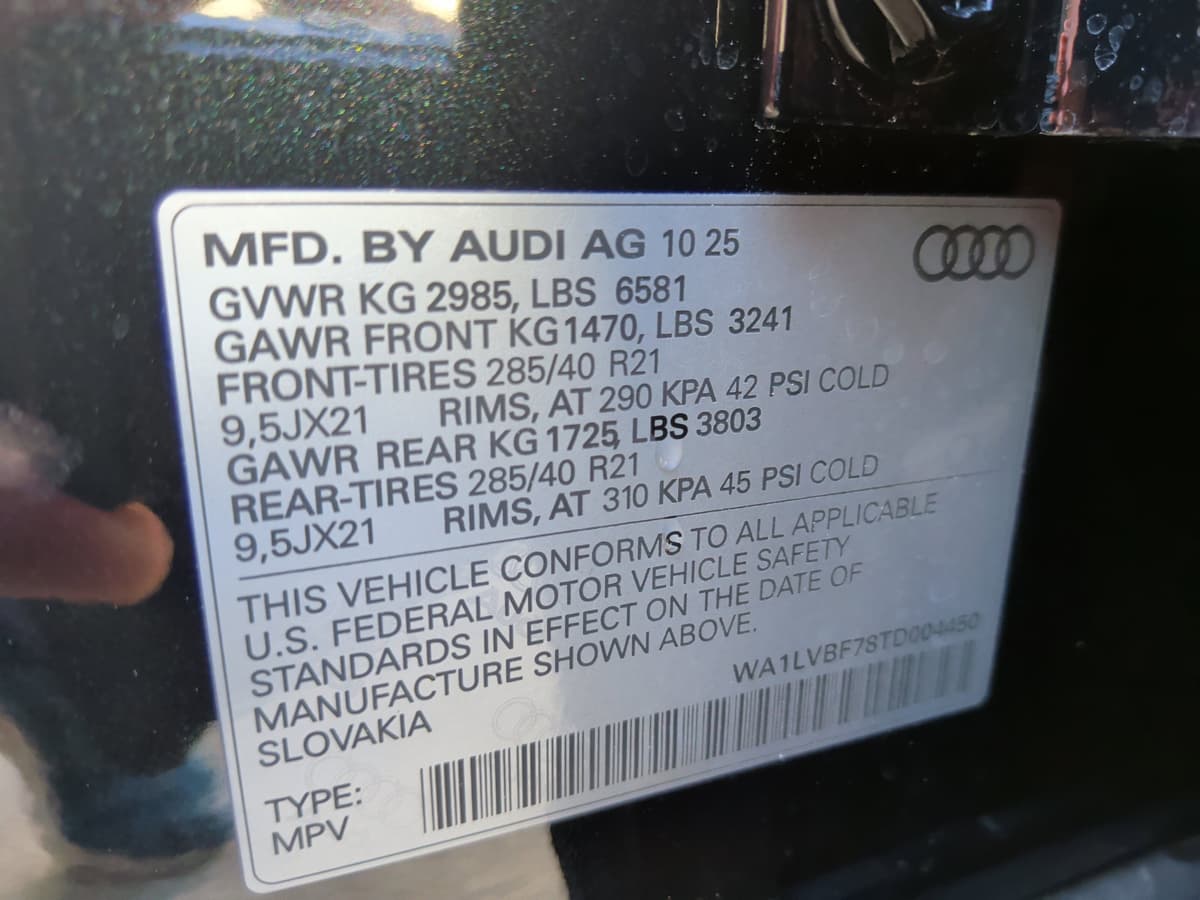 MFD. BY AUDI AG 10 25
GVWR KG 2985, LBS 6581
GAWR FRONT KG 1470, LBS 3241
FRONT-TIRES 285/40 R21
9,5JX21 RIMS, AT 290 KPA 42 PSI COLD
GAWR REAR KG 1725, LBS 3803
REAR-TIRES 285/40 R21
9,5JX21 RIMS, AT 310 KPA 45 PSI COLD
THIS VEHICLE CONFORMS TO ALL APPLICABLE
U.S. FEDERAL MOTOR VEHICLE SAFETY
STANDARDS IN EFFECT ON THE DATE OF
MANUFACTURE SHOWN ABOVE.
SLOVAKIA
WA1LVBF78TD004450
TYPE:
MPV